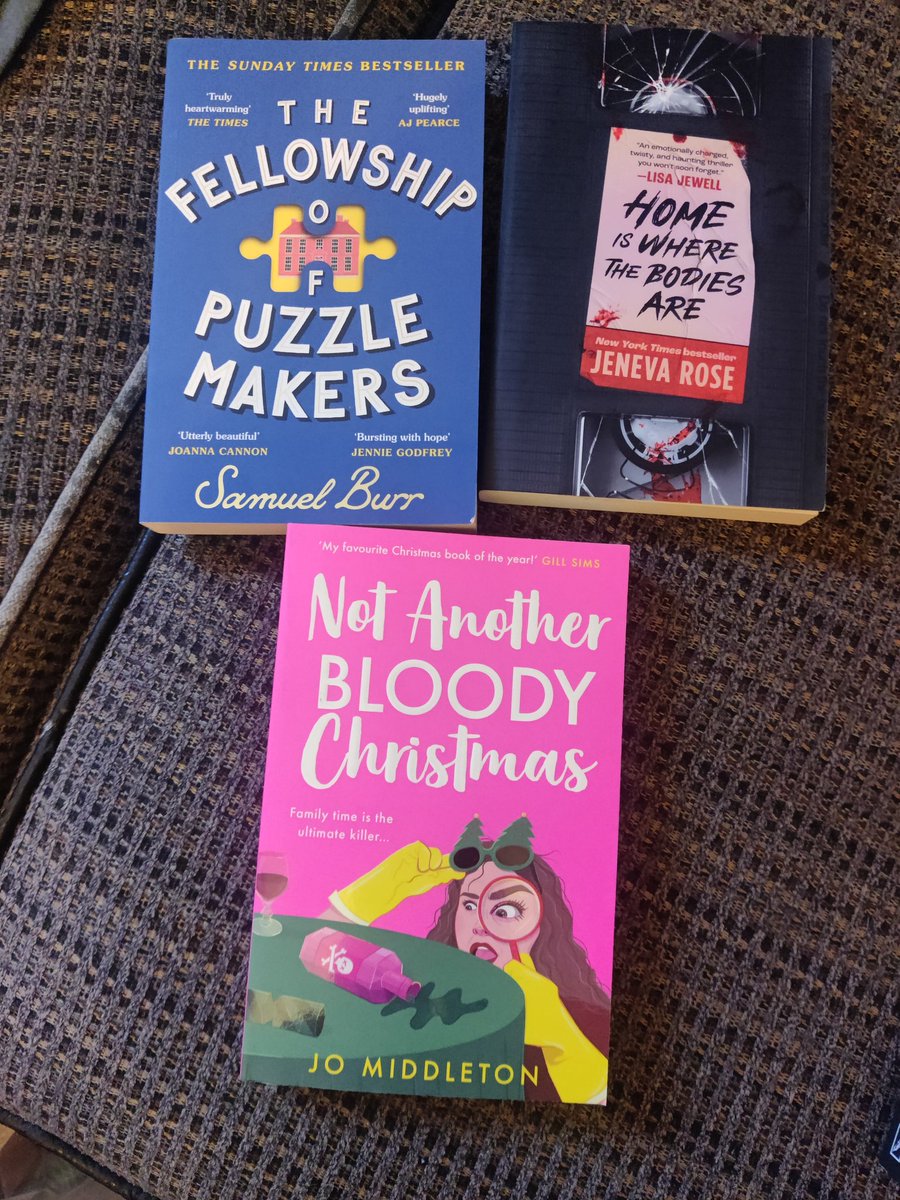 THE SUNDAY TIMES BESTSELLER
'Truly
heartwarming'
THE TIMES
'Hugely
uplifting'
AJ PEARCE
THE
FELLOWSHIP
O
F
PUZZLE
MAKERS
'Utterly beautiful'
JOANNA CANNON
'Bursting with hope'
JENNIE GODFREY
Samuel Burr
"An emotionally charged,
twisty, and haunting thriller
you won't soon forget."
—LISA JEWELL
HOME
IS WHERE
THE BODIES
ARE
New York Times bestseller
JENEVA ROSE
'My favourite Christmas book of the year!' GILL SIMS
Not Another
BLOODY
Christmas
Family time is the
ultimate killer...
JO MIDDLETON